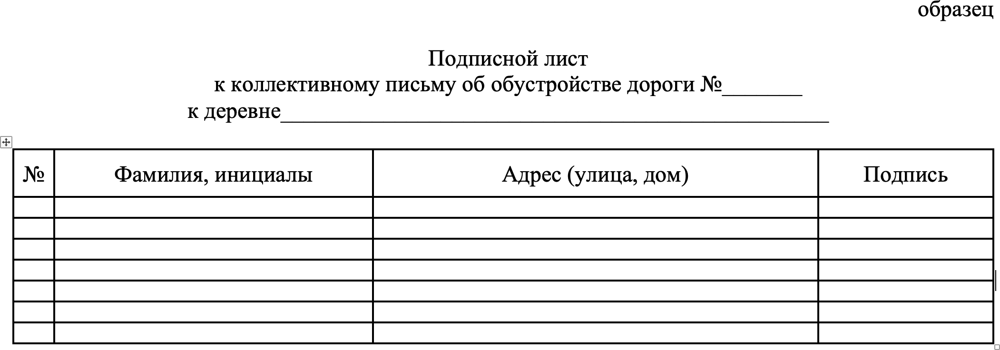 образец
Подписной лист
к коллективному письму об обустройстве дороги №_______
к деревне________________________________________________
№ Фамилия, инициалы Адрес (улица, дом) Подпись